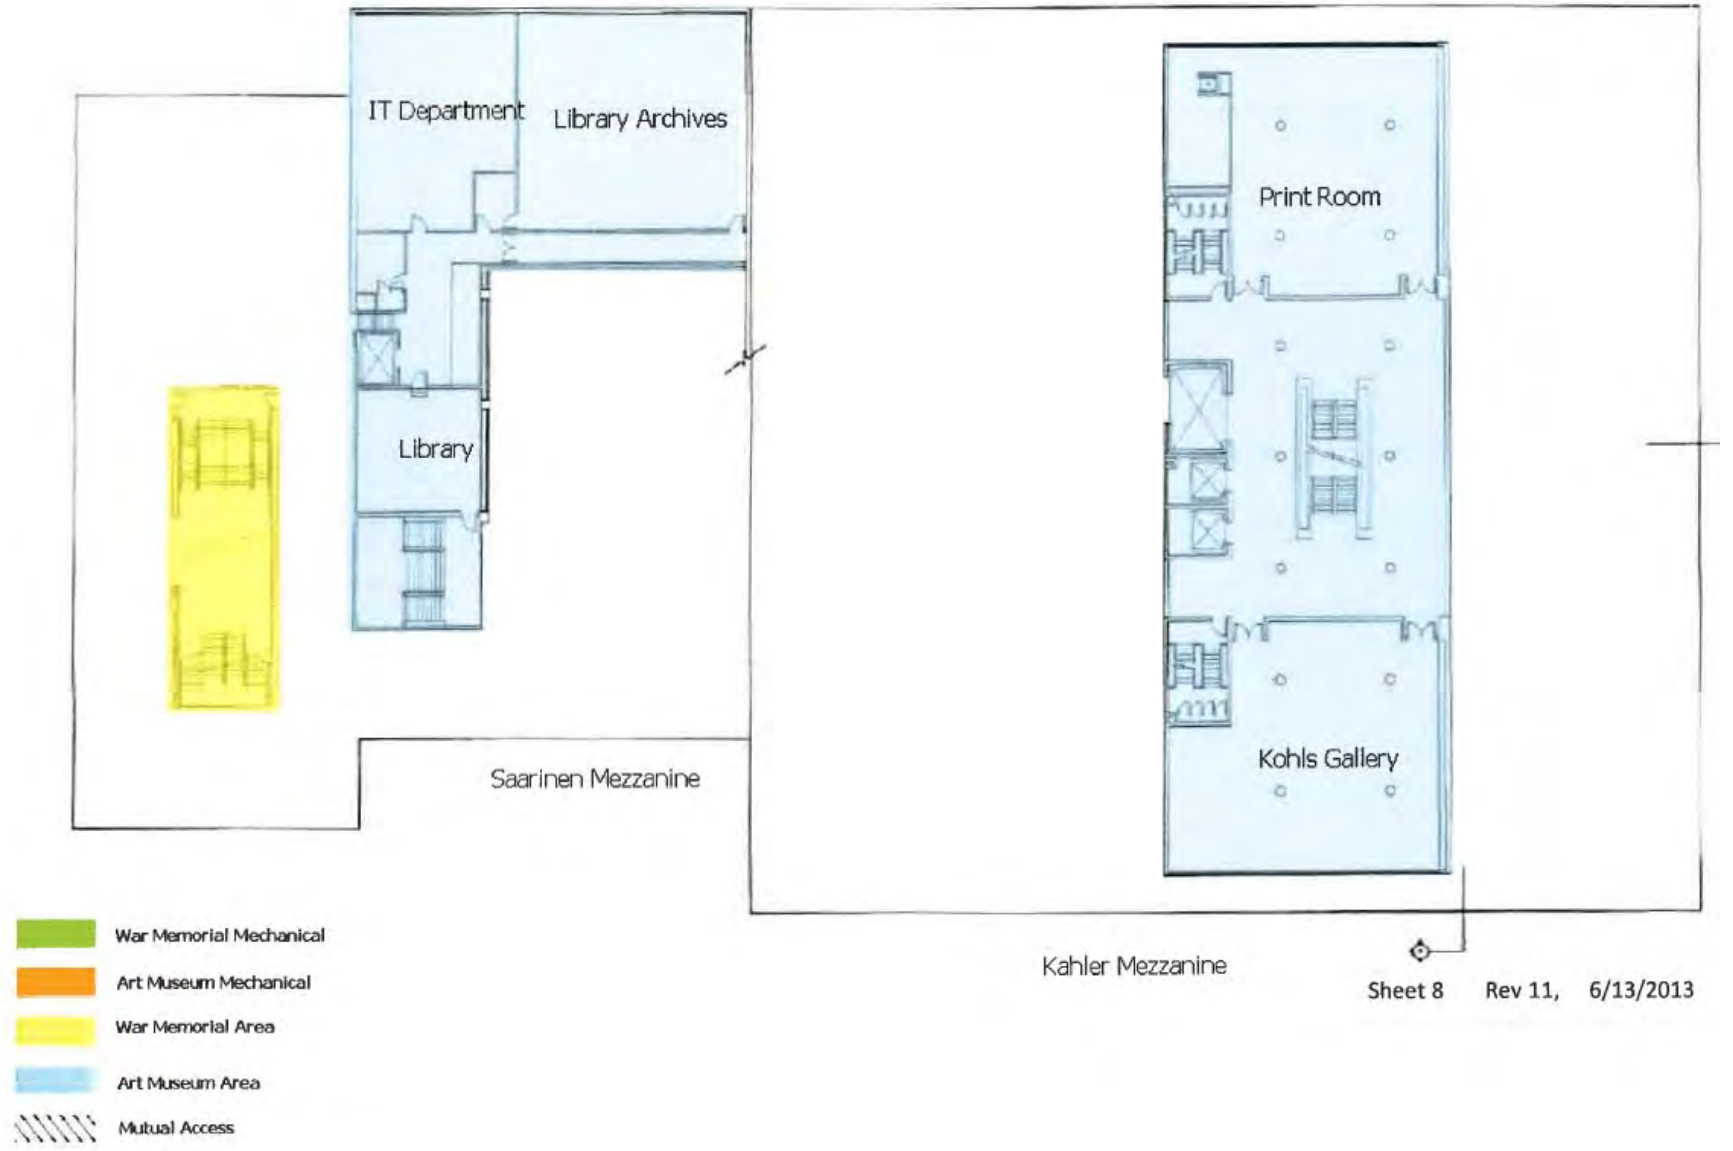 IT Department
Library Archives
Print Room
Library
Kohls Gallery
Saarinen Mezzanine
Kahler Mezzanine
Sheet 8 Rev 11, 6/13/2013
War Memorial Mechanical
Art Museum Mechanical
War Memorial Area
Art Museum Area
Mutual Access